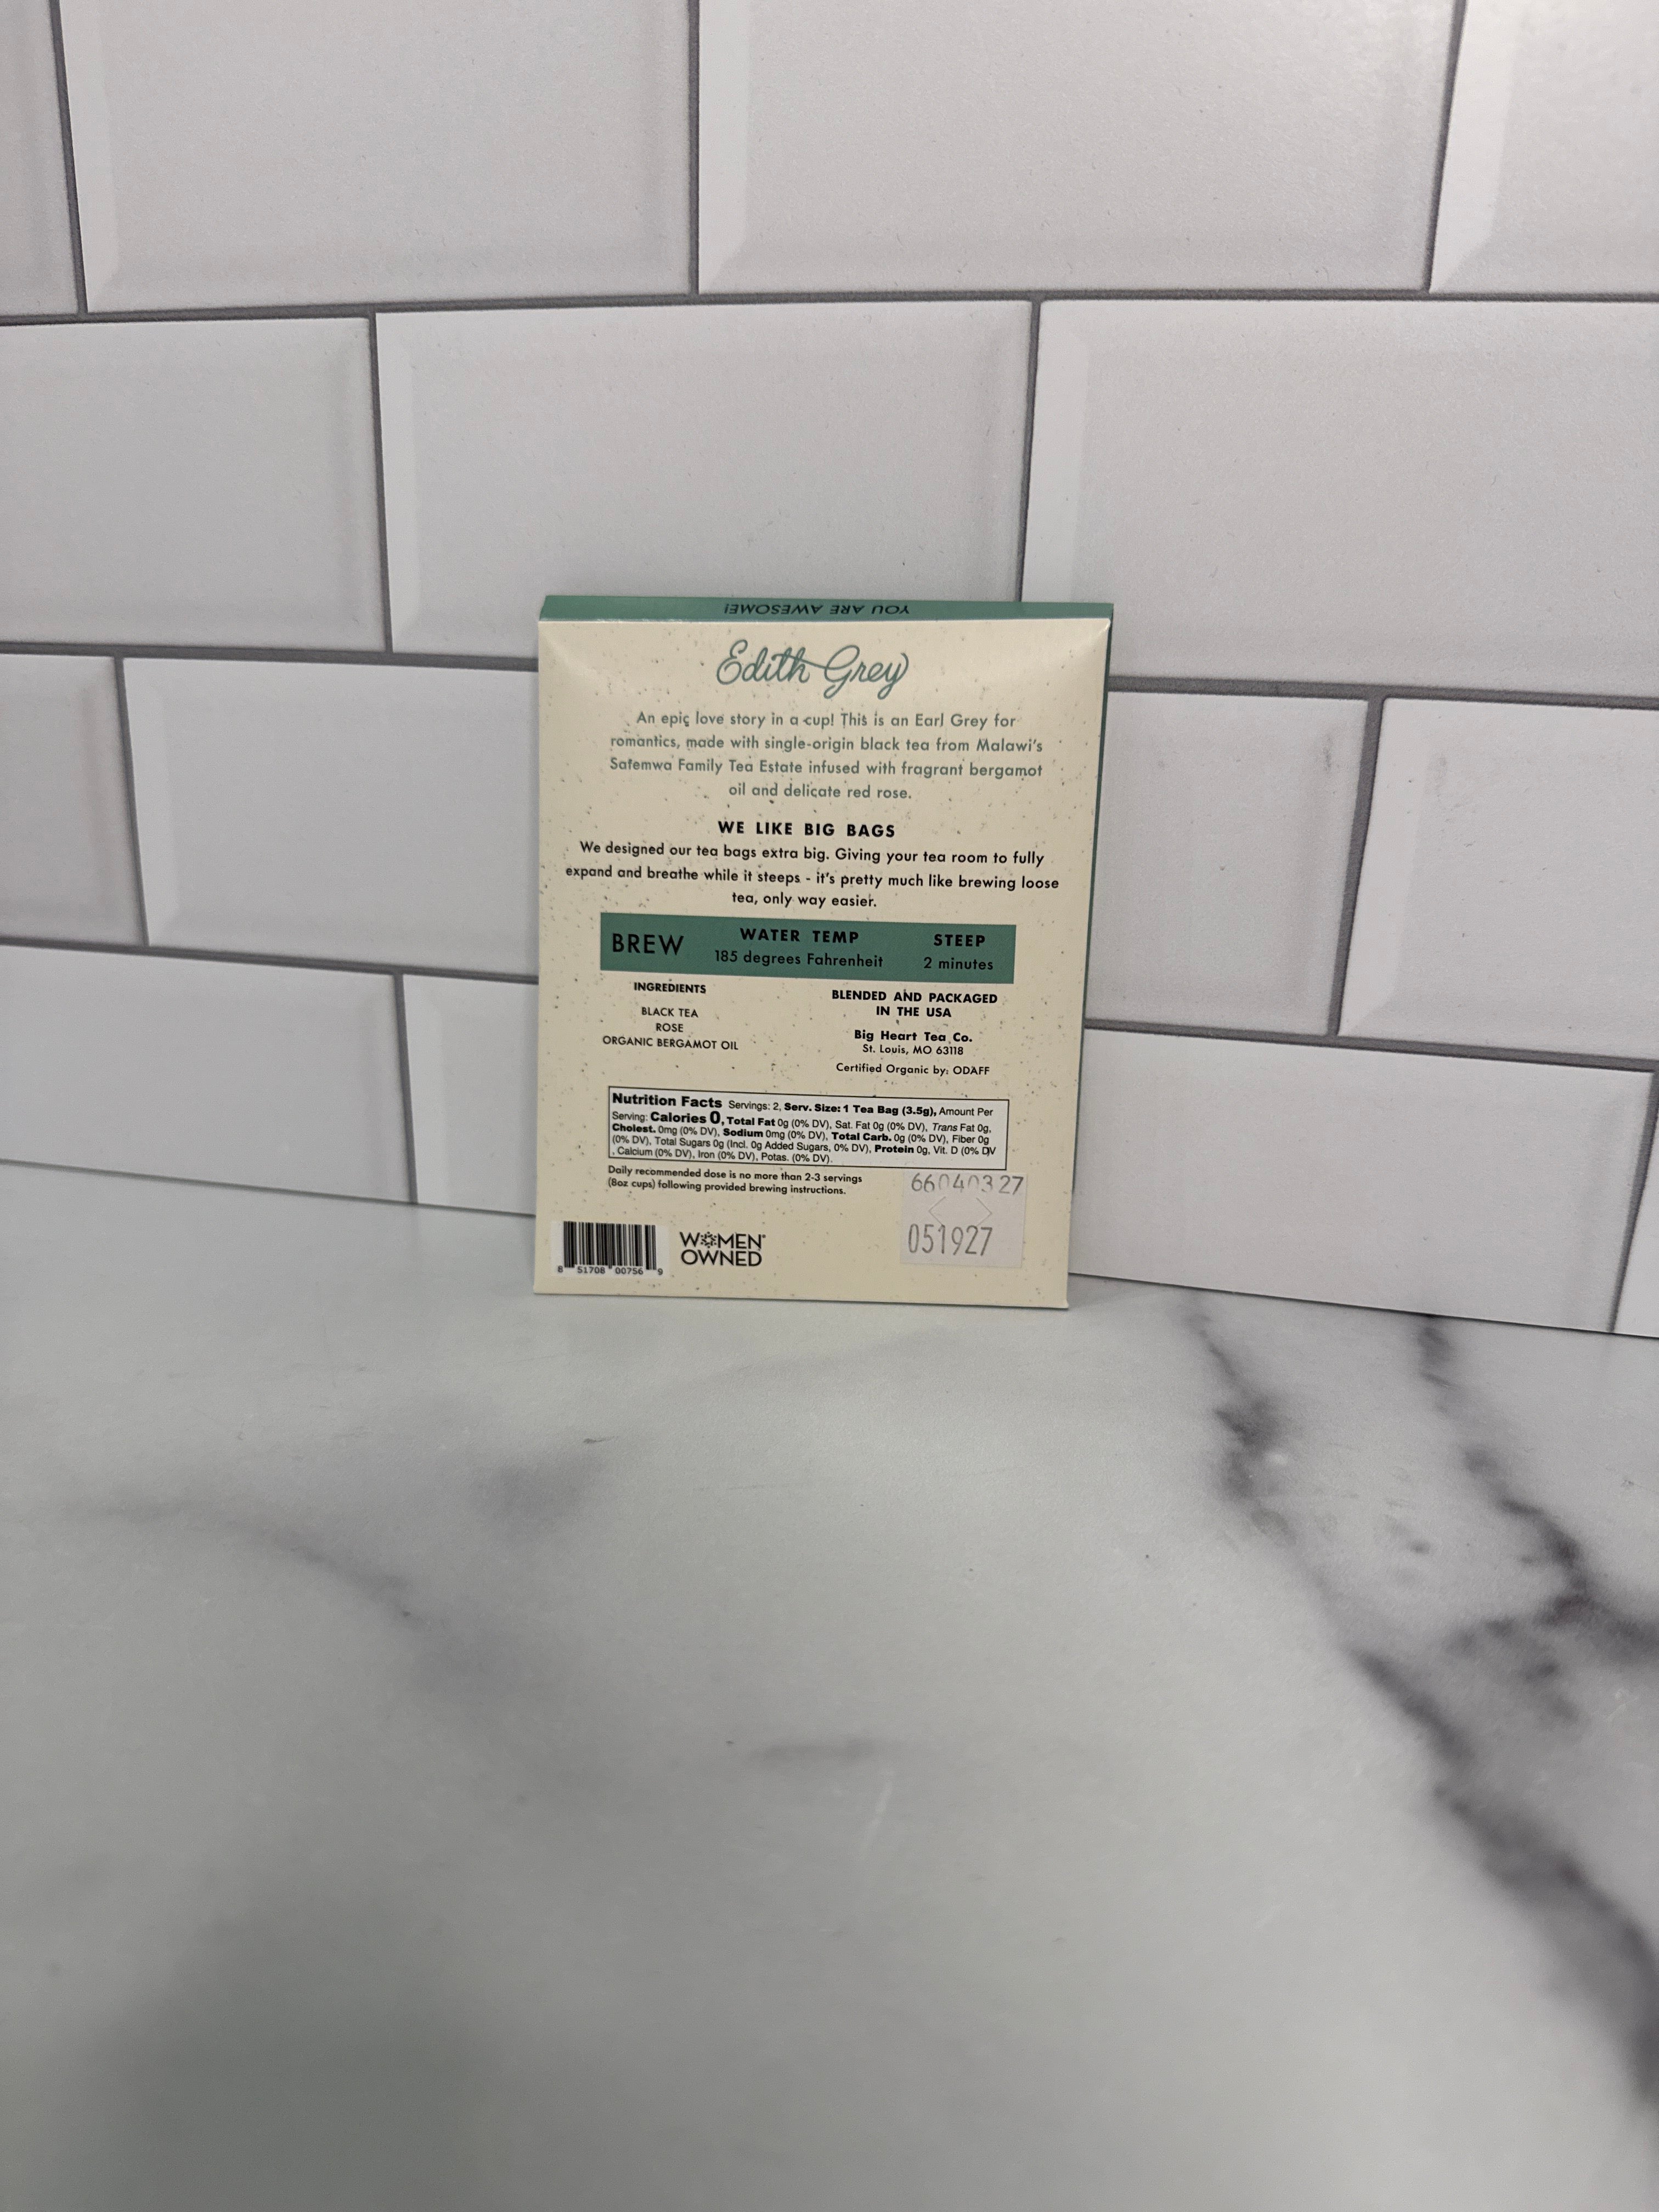 YOU ARE AWESOME!
Edith Grey
An epic love story in a cup! This is an Earl Grey for
romantics, made with single-origin black tea from Malawi's
Satemwa Family Tea Estate infused with fragrant bergamot
oil and delicate red rose.
WE LIKE BIG BAGS
We designed our tea bags extra big. Giving your tea room to fully
expand and breathe while it steeps - it's pretty much like brewing loose
tea, only way easier.
BREW
WATER TEMP
185 degrees Fahrenheit
STEEP
2 minutes
INGREDIENTS
BLACK TEA
ROSE
ORGANIC BERGAMOT OIL
BLENDED AND PACKAGED
IN THE USA
Big Heart Tea Co.
St. Louis, MO 63118
Certified Organic by: ODAFF
Nutrition Facts Servings: 2, Serv. Size: 1 Tea Bag (3.5g), Amount Per
Serving: Calories 0, Total Fat 0g (0% DV), Sat. Fat 0g (0% DV), Trans Fat 0g,
Cholest. 0mg (0% DV), Sodium 0mg (0% DV), Total Carb. 0g (0% DV), Fiber 0g
(0% DV), Total Sugars 0g (Incl. 0g Added Sugars, 0% DV), Protein 0g, Vit. D (0% DV
, Calcium (0% DV), Iron (0% DV), Potas. (0% DV).
Daily recommended dose is no more than 2-3 servings
(8oz cups) following provided brewing instructions.
66040327
051927
8 51708 00756 9
WOMEN
OWNED